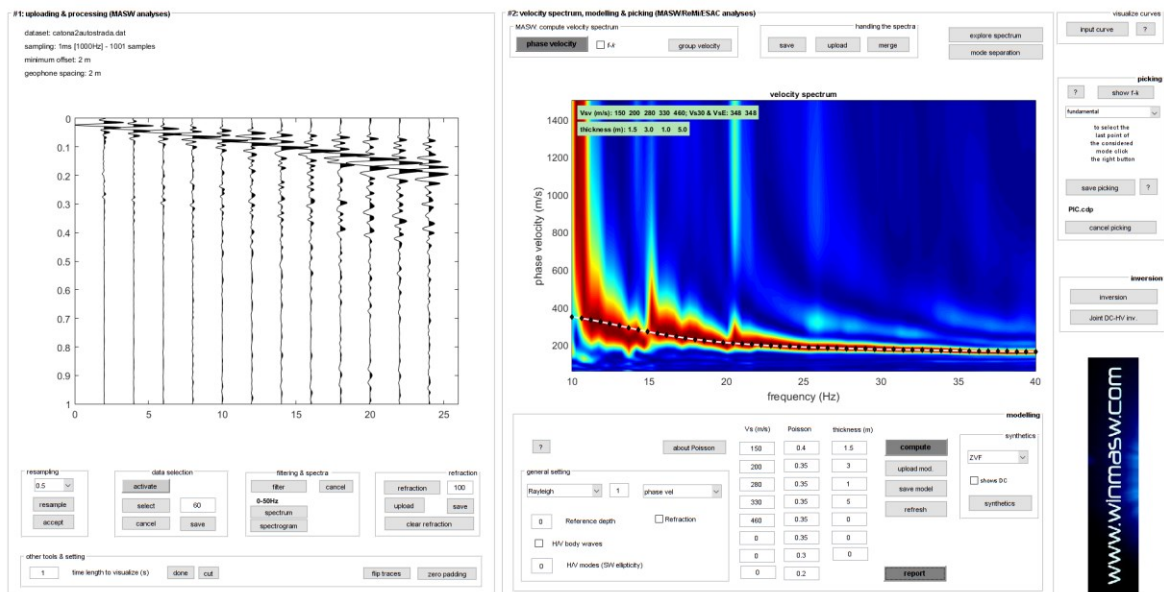 #1: uploading & processing (MASW analyses)
dataset: catona2autostrada.dat
sampling: 1ms [1000Hz] - 1001 samples
minimum offset: 2 m
geophone spacing: 2 m
0
0.1
0.2
0.3
0.4
0.5
0.6
0.7
0.8
0.9
1
0 5 10 15 20 25
resampling
0.5
resample
accept
data selection
activate
select 60
cancel save
filtering & spectra
filter cancel
0-50Hz
spectrum
spectrogram
refraction
refraction 100
upload save
clear refraction
other tools & setting
1 time length to visualize (s) done cut flip traces zero padding
#2: velocity spectrum, modelling & picking (MASW/ReMi/ESAC analyses)
MASW: compute velocity spectrum
phase velocity group velocity
handling the spectra
save upload merge
explore spectrum
mode separation
velocity spectrum
Vsv (m/s): 150 200 280 330 460; Vs30 & VsE: 348 348
thickness (m): 1.5 3.0 1.0 5.0
phase velocity (m/s)
1400
1200
1000
800
600
400
200
10 15 20 25 30 35 40
frequency (Hz)
modelling
? about Poisson
general setting
Rayleigh 1 phase vel
0 Reference depth Refraction
H/V body waves
0 H/V modes (SW ellipticity)
Vs (m/s) Poisson thickness (m)
150 0.4 1.5
200 0.35 3
280 0.35 1
330 0.35 5
460 0.35 0
0 0.35 0
0 0.3 0
0 0.2
compute
upload mod.
save model
refresh
report
synthetics
ZVF
shows DC
synthetics
visualize curves
input curve ?
picking
? show f-k
fundamental
to select the
last point of
the considered
mode click
the right button
save picking ?
PIC.cdp
cancel picking
inversion
inversion
Joint DC-HV inv.
www.winmasw.com